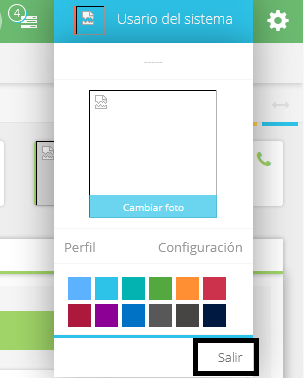 4
Usario del sistema
-----
Cambiar foto
Perfil
Configuración
Salir